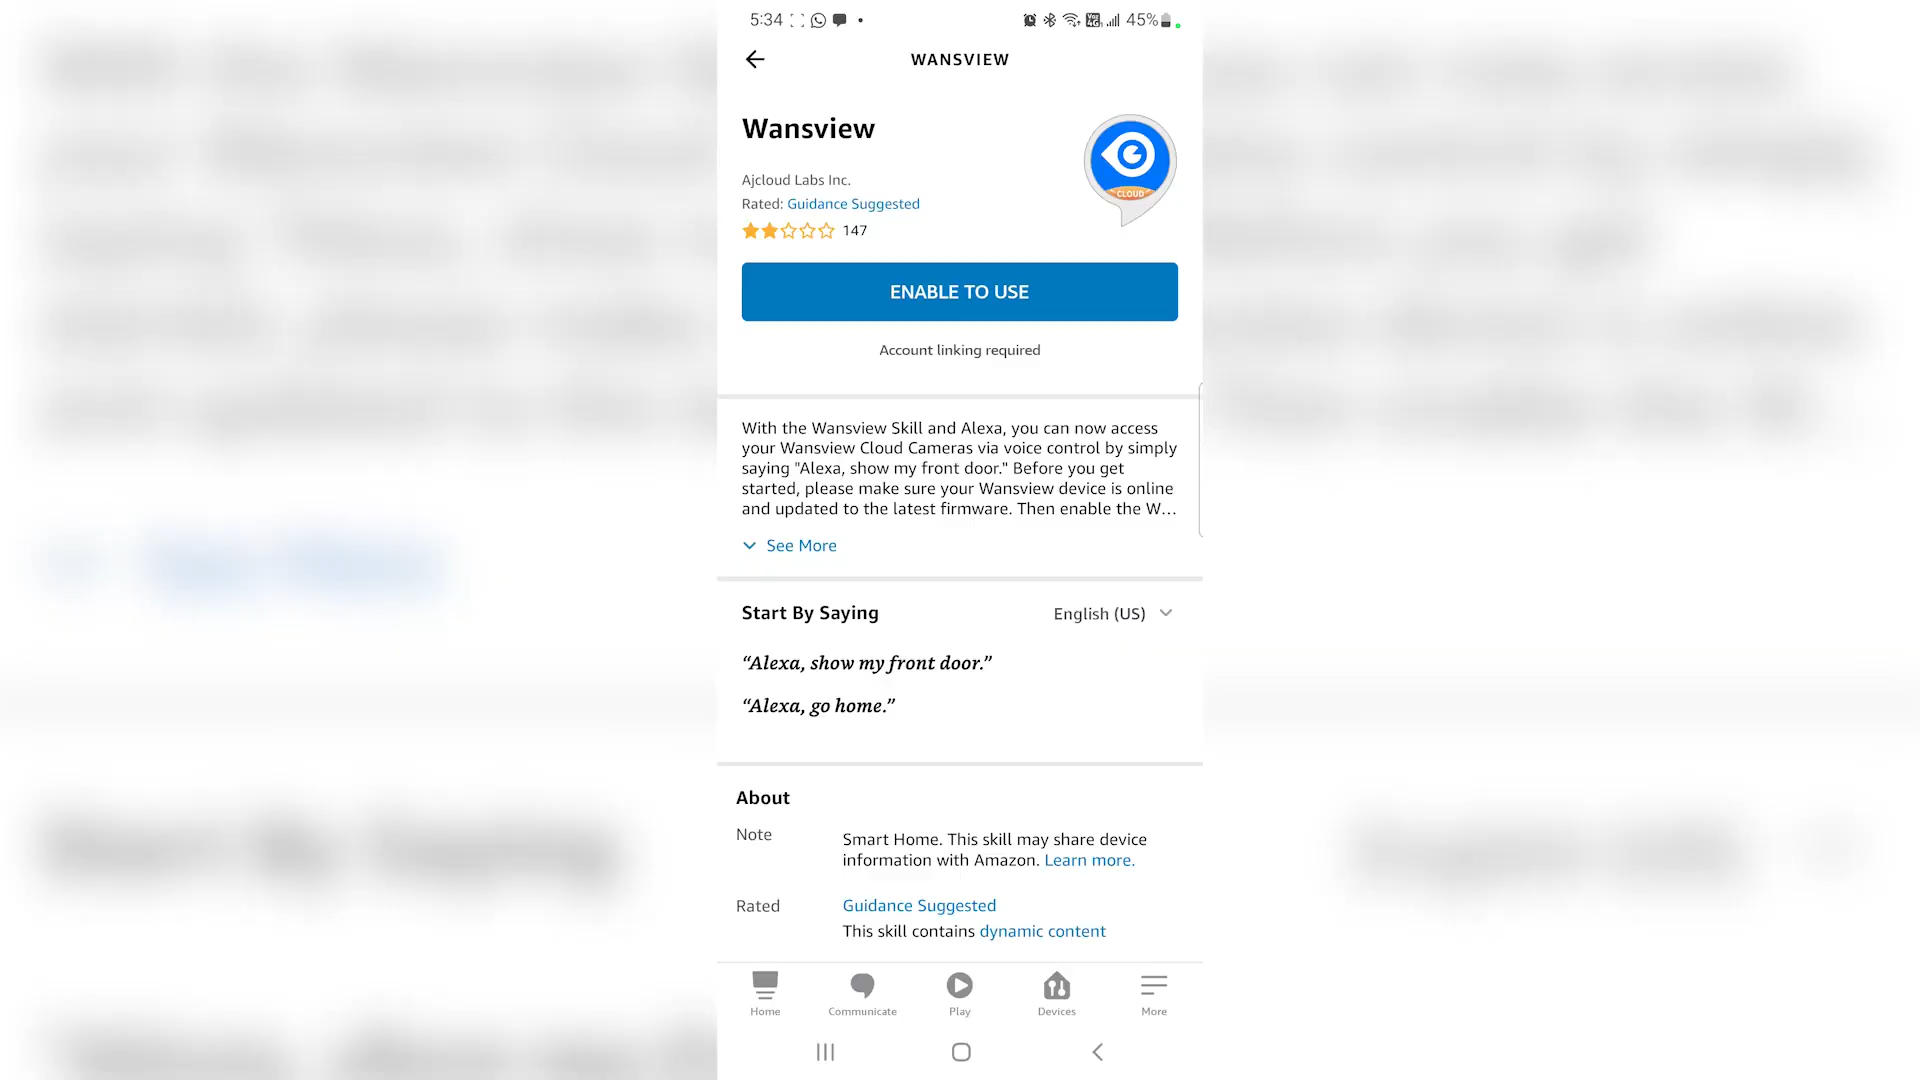 5:34
45%
WANSVIEW
Wansview
CLOUD
Ajcloud Labs Inc.
Rated: Guidance Suggested
147
ENABLE TO USE
Account linking required
With the Wansview Skill and Alexa, you can now access
your Wansview Cloud Cameras via voice control by simply
saying "Alexa, show my front door." Before you get
started, please make sure your Wansview device is online
and updated to the latest firmware. Then enable the W...
See More
Start By Saying
English (US)
“Alexa, show my front door.”
“Alexa, go home.”
About
Note
Smart Home. This skill may share device
information with Amazon. Learn more.
Rated
Guidance Suggested
This skill contains dynamic content
Home
Communicate
Play
Devices
More